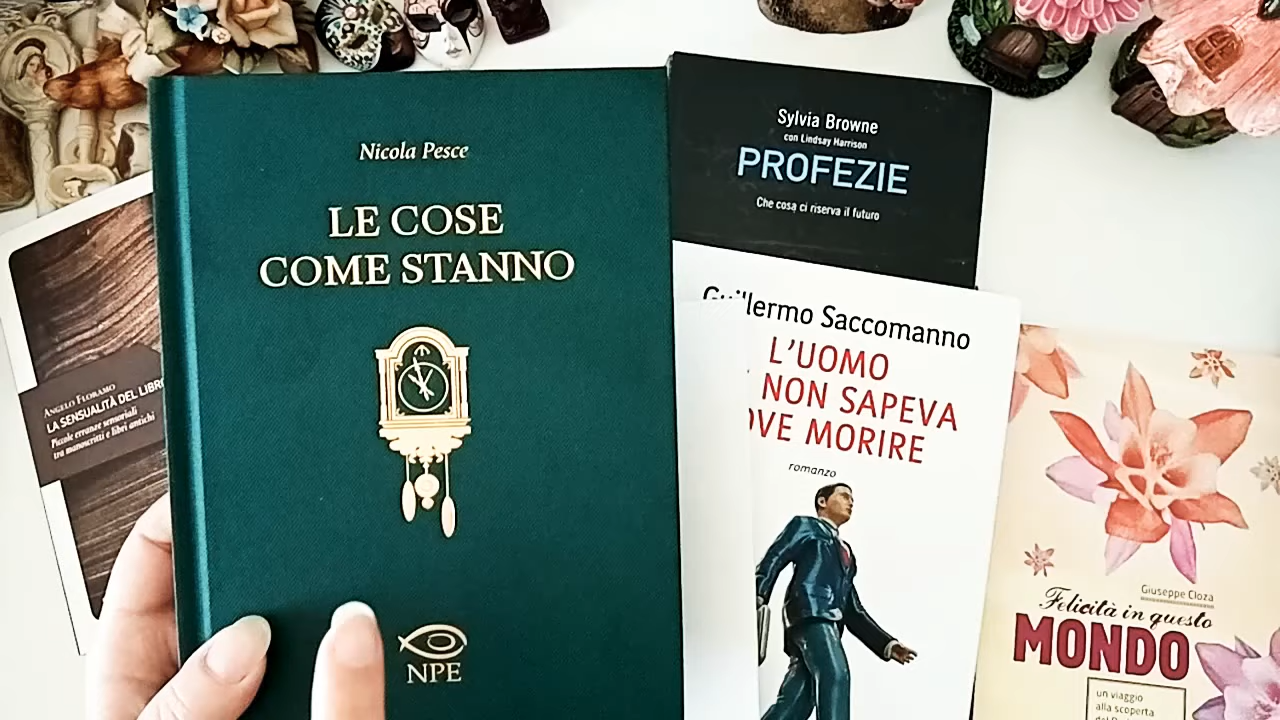 Nicola Pesce
LE COSE
COME STANNO
NPE
Sylvia Browne
con Lindsay Harrison
PROFEZIE
Che cosa ci riserva il futuro
Guillermo Saccomanno
L'UOMO
NON SAPEVA
OVE MORIRE
romanzo
ANGELO FLORAMO
LA SENSUALITÀ DEL LIBRO
Piccole erranze sensoriali
tra manoscritti e libri antichi
Giuseppe Cloza
Felicità in questo
MONDO
un viaggio
alla scoperta